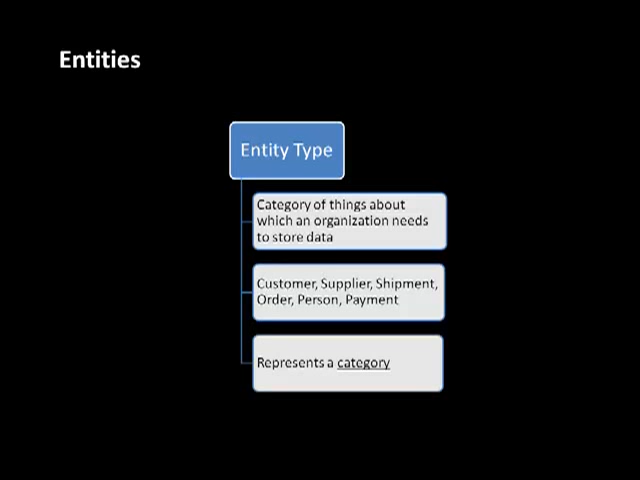 Entities
Entity Type
Category of things about
which an organization needs
to store data
Customer, Supplier, Shipment,
Order, Person, Payment
Represents a category